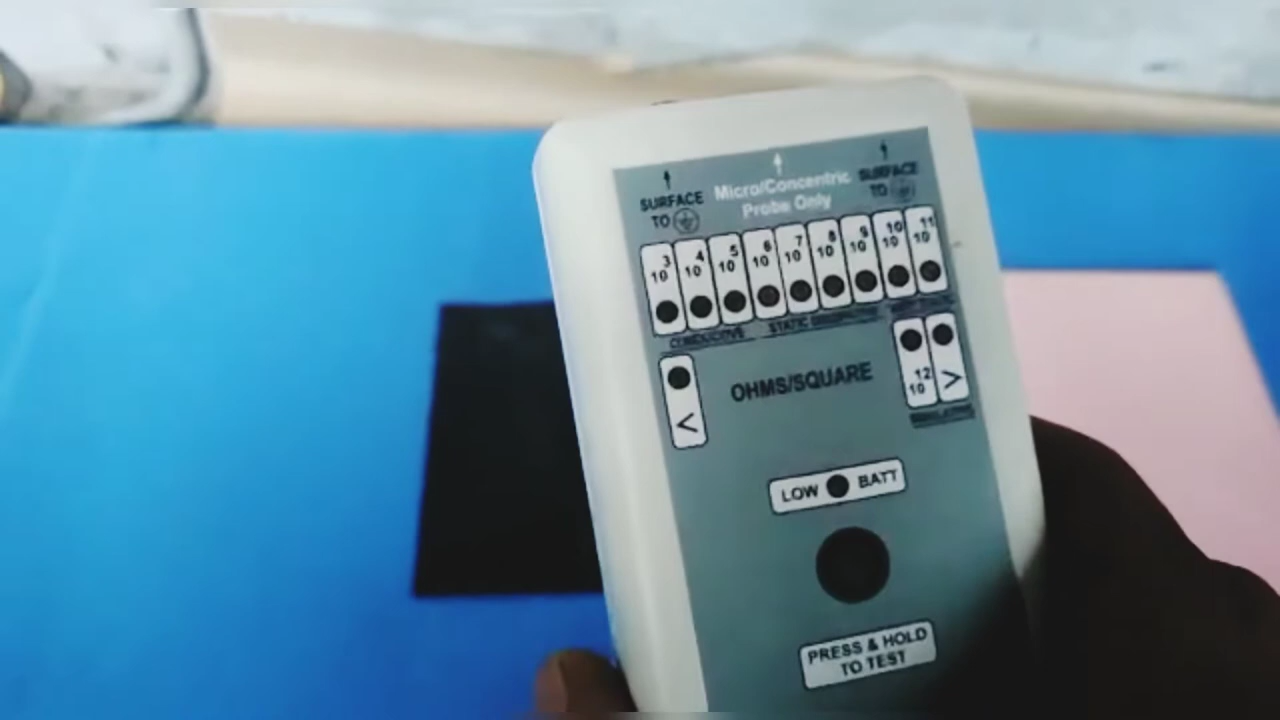 SURFACE
TO
Micro/Concentric
Probe Only
SURFACE
TO
10 3
10 4
10 5
10 6
10 7
10 8
10 9
10 10
10 11
CONDUCTIVE
STATIC DISSIPATIVE
<
OHMS/SQUARE
10 12
>
INSULATIVE
LOW BATT
PRESS & HOLD
TO TEST